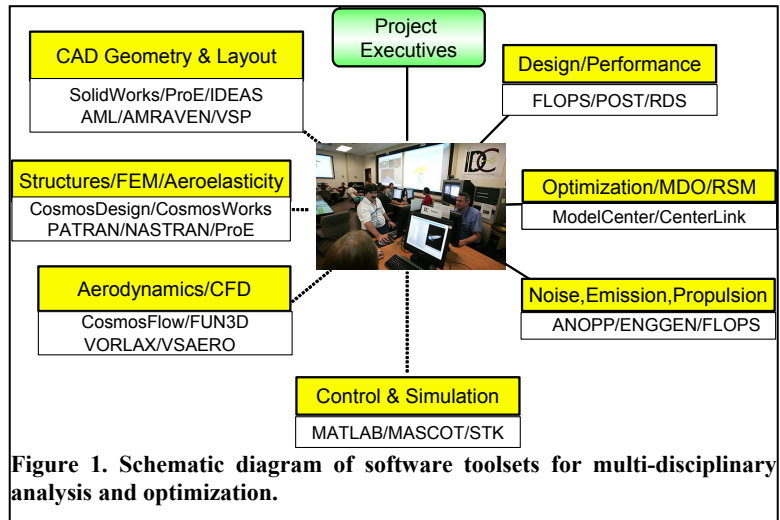 Project
Executives
CAD Geometry & Layout
SolidWorks/ProE/IDEAS
AML/AMRAVEN/VSP
Design/Performance
FLOPS/POST/RDS
Structures/FEM/Aeroelasticity
CosmosDesign/CosmosWorks
PATRAN/NASTRAN/ProE
iDC
Optimization/MDO/RSM
ModelCenter/CenterLink
Aerodynamics/CFD
CosmosFlow/FUN3D
VORLAX/VSAERO
Noise,Emission,Propulsion
ANOPP/ENGGEN/FLOPS
Control & Simulation
MATLAB/MASCOT/STK
Figure 1. Schematic diagram of software toolsets for multi-disciplinary
analysis and optimization.